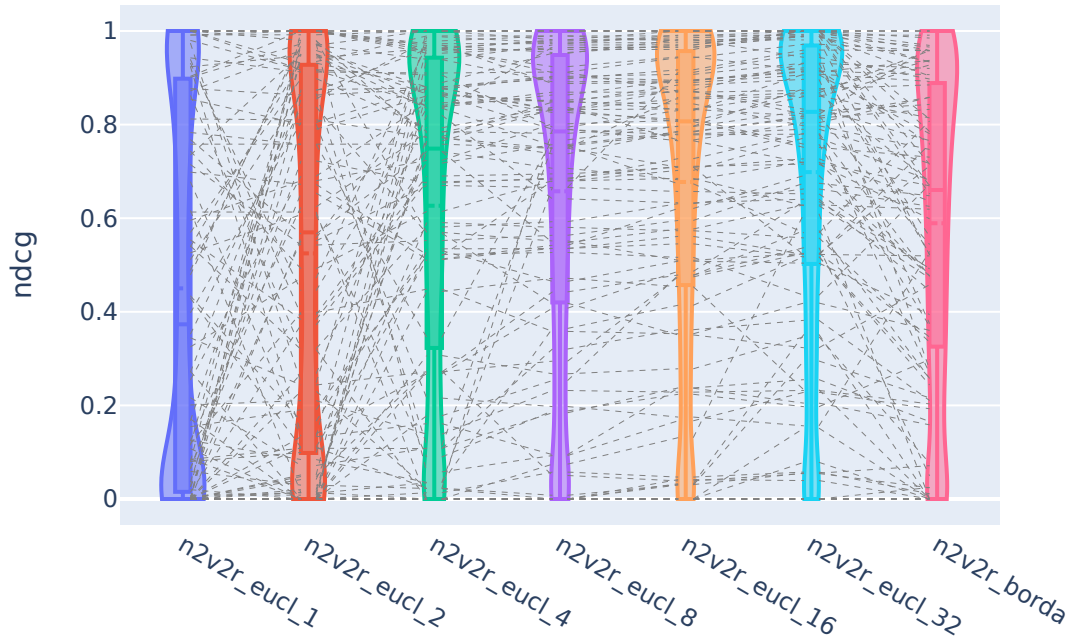 1
0.8
0.6
0.4
0.2
0
ndcg
n2v2r_eucl_1
n2v2r_eucl_2
n2v2r_eucl_4
n2v2r_eucl_8
n2v2r_eucl_16
n2v2r_eucl_32
n2v2r_borda